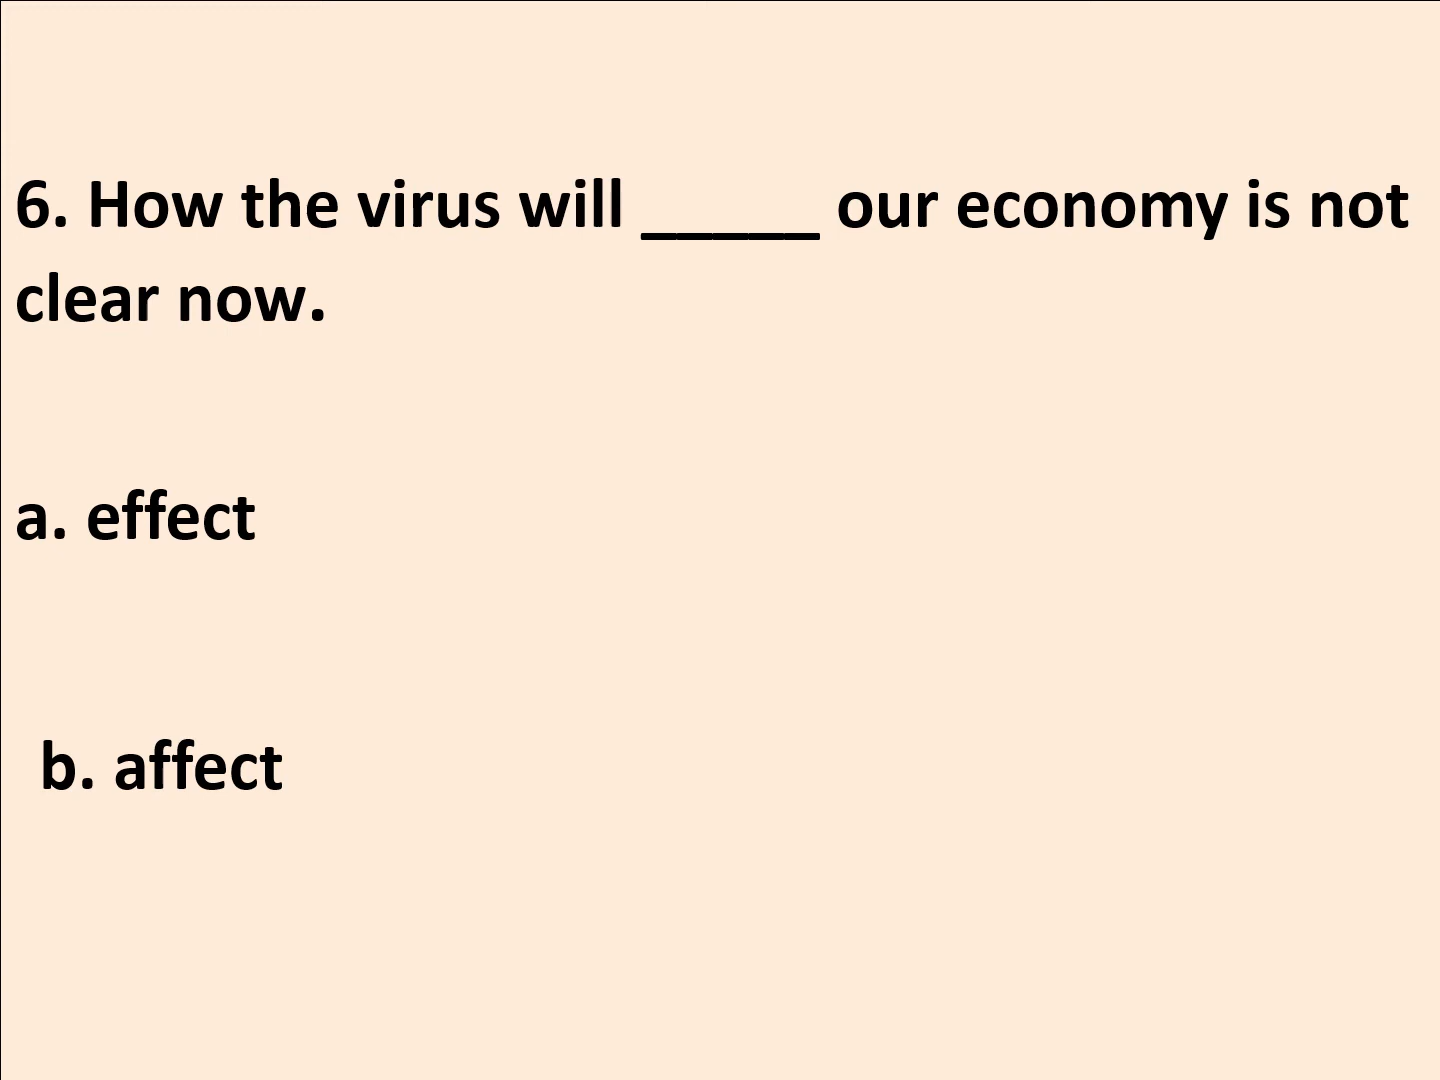 6. How the virus will _____ our economy is not
clear now.
a. effect
b. affect